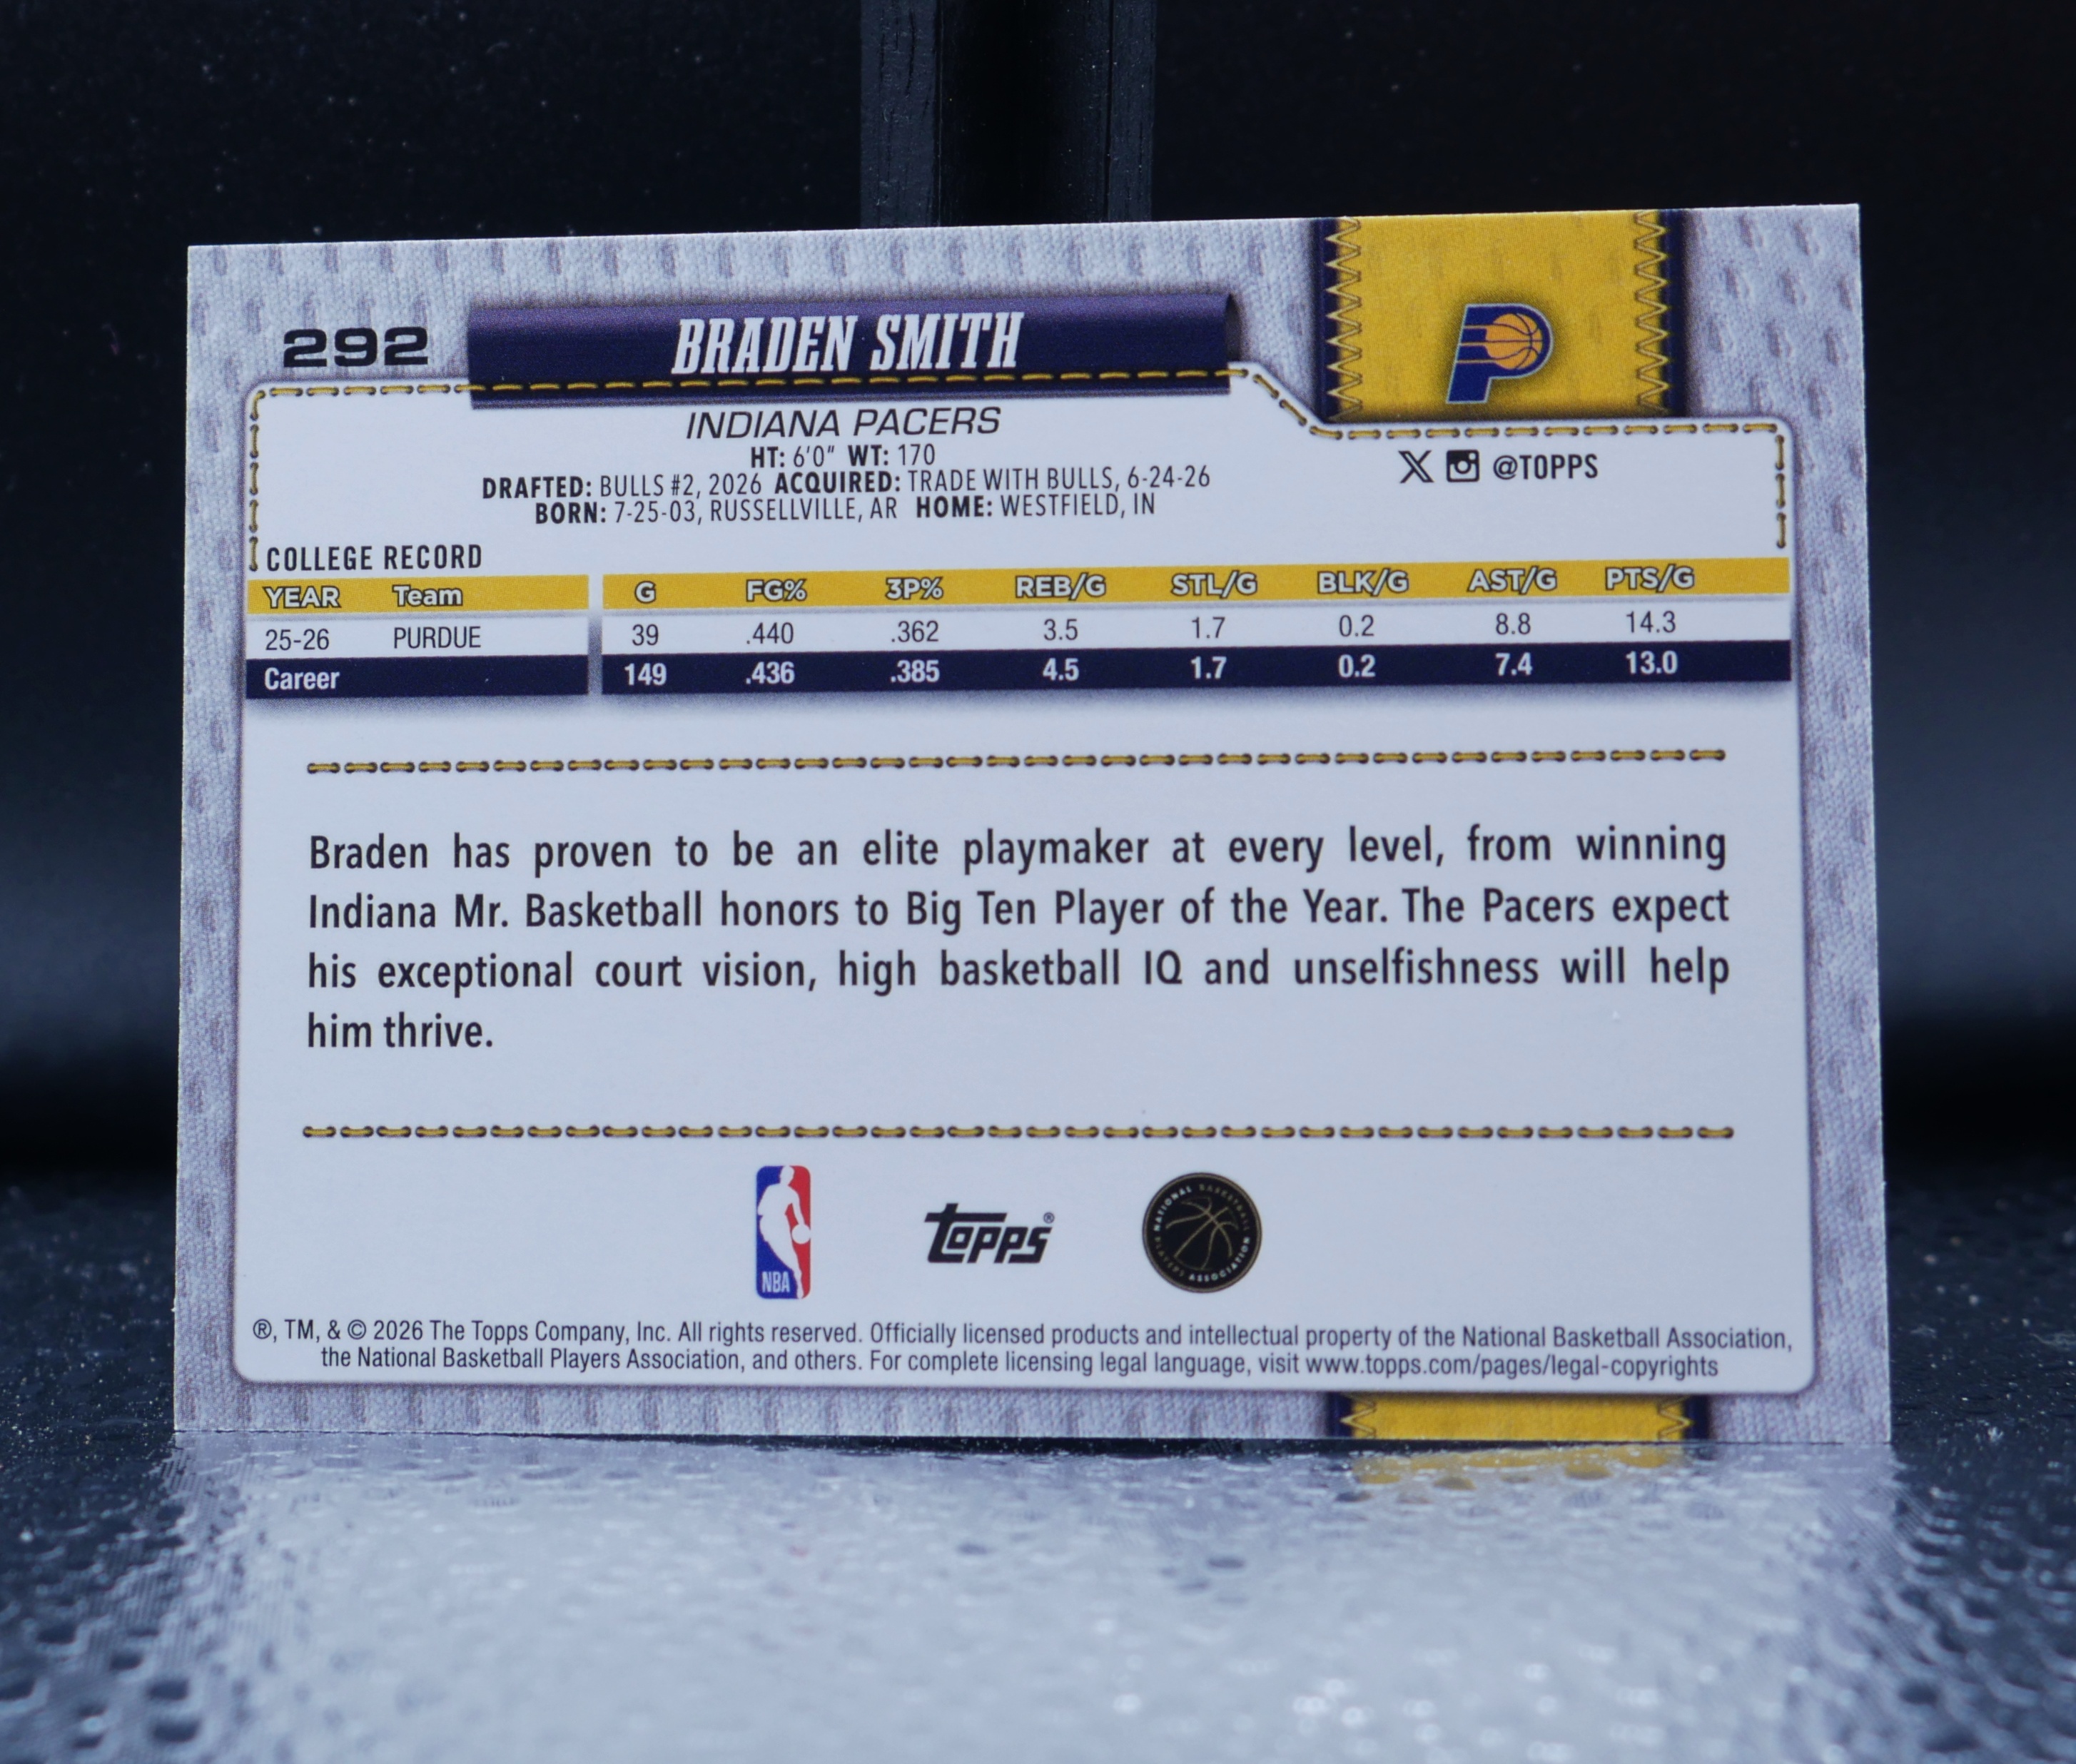 292
BRADEN SMITH
INDIANA PACERS
HT: 6'0" WT: 170
DRAFTED: BULLS #2, 2026 ACQUIRED: TRADE WITH BULLS, 6-24-26
BORN: 7-25-03, RUSSELLVILLE, AR HOME: WESTFIELD, IN
X @TOPPS
COLLEGE RECORD
YEAR Team G FG% 3P% REB/G STL/G BLK/G AST/G PTS/G
25-26 PURDUE 39 .440 .362 3.5 1.7 0.2 8.8 14.3
Career 149 .436 .385 4.5 1.7 0.2 7.4 13.0
Braden has proven to be an elite playmaker at every level, from winning
Indiana Mr. Basketball honors to Big Ten Player of the Year. The Pacers expect
his exceptional court vision, high basketball IQ and unselfishness will help
him thrive.
NBA
TOPPS®
NATIONAL BASKETBALL PLAYERS ASSOCIATION
®, TM, & © 2026 The Topps Company, Inc. All rights reserved. Officially licensed products and intellectual property of the National Basketball Association,
the National Basketball Players Association, and others. For complete licensing legal language, visit www.topps.com/pages/legal-copyrights